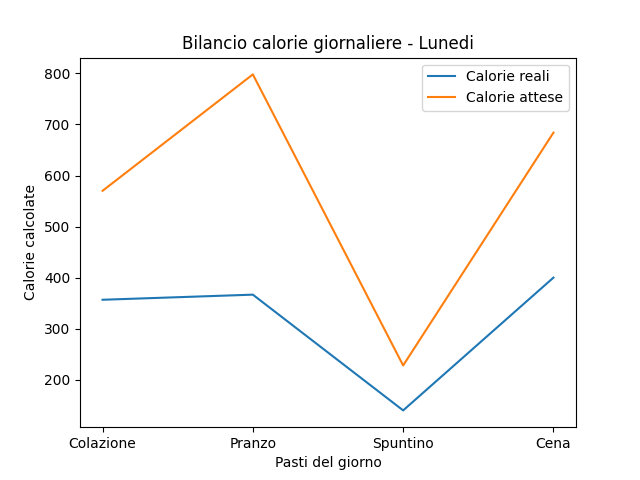 Bilancio calorie giornaliere - Lunedi
Calorie reali
Calorie attese
800
700
600
500
400
300
200
Calorie calcolate
Colazione Pranzo Spuntino Cena
Pasti del giorno